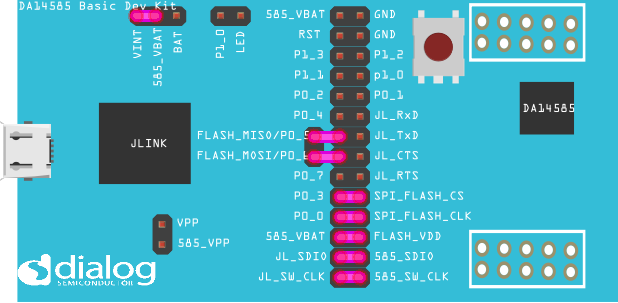 DA14585 Basic Dev Kit
VINT
585_VBAT
BAT
P1_0
LED
585_VBAT GND
RST GND
P1_3 P1_2
P1_1 p1_0
P0_2 P0_1
P0_4 JL_RxD
FLASH_MISO/P0_5 JL_TxD
FLASH_MOSI/P0_6 JL_CTS
P0_7 JL_RTS
P0_3 SPI_FLASH_CS
P0_0 SPI_FLASH_CLK
585_VBAT FLASH_VDD
JL_SDIO 585_SDIO
JL_SW_CLK 585_SW_CLK
DA14585
JLINK
VPP
585_VPP
dialog
SEMICONDUCTOR